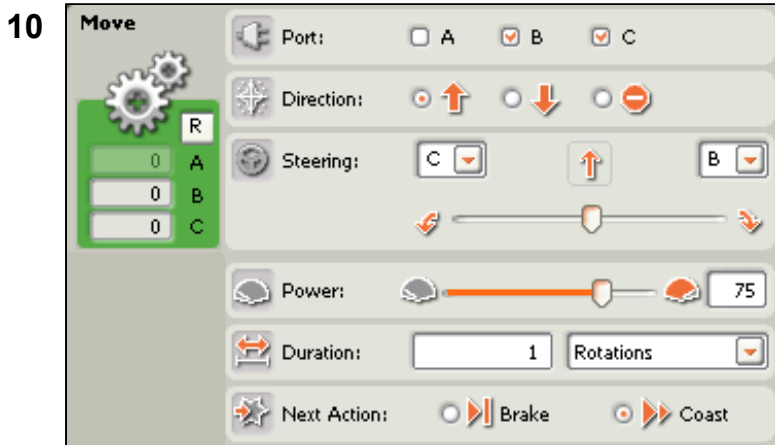 10
Move
Port: A B C
Direction:
R
Steering: C B
0 A
0 B
0 C
Power: 75
Duration: 1 Rotations
Next Action: Brake Coast